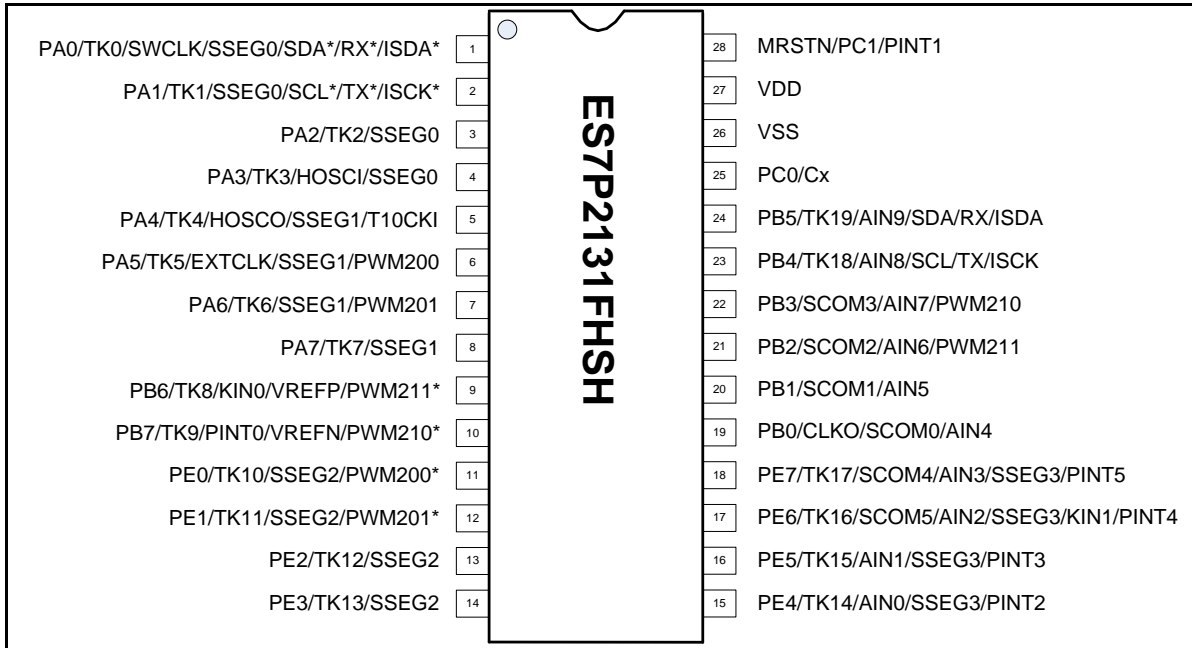 PA0/TK0/SWCLK/SSEG0/SDA*/RX*/ISDA* 1
PA1/TK1/SSEG0/SCL*/TX*/ISCK* 2
PA2/TK2/SSEG0 3
PA3/TK3/HOSCI/SSEG0 4
PA4/TK4/HOSCO/SSEG1/T10CKI 5
PA5/TK5/EXTCLK/SSEG1/PWM200 6
PA6/TK6/SSEG1/PWM201 7
PA7/TK7/SSEG1 8
PB6/TK8/KIN0/VREFP/PWM211* 9
PB7/TK9/PINT0/VREFN/PWM210* 10
PE0/TK10/SSEG2/PWM200* 11
PE1/TK11/SSEG2/PWM201* 12
PE2/TK12/SSEG2 13
PE3/TK13/SSEG2 14
ES7P2131FHSH
28 MRSTN/PC1/PINT1
27 VDD
26 VSS
25 PC0/Cx
24 PB5/TK19/AIN9/SDA/RX/ISDA
23 PB4/TK18/AIN8/SCL/TX/ISCK
22 PB3/SCOM3/AIN7/PWM210
21 PB2/SCOM2/AIN6/PWM211
20 PB1/SCOM1/AIN5
19 PB0/CLKO/SCOM0/AIN4
18 PE7/TK17/SCOM4/AIN3/SSEG3/PINT5
17 PE6/TK16/SCOM5/AIN2/SSEG3/KIN1/PINT4
16 PE5/TK15/AIN1/SSEG3/PINT3
15 PE4/TK14/AIN0/SSEG3/PINT2